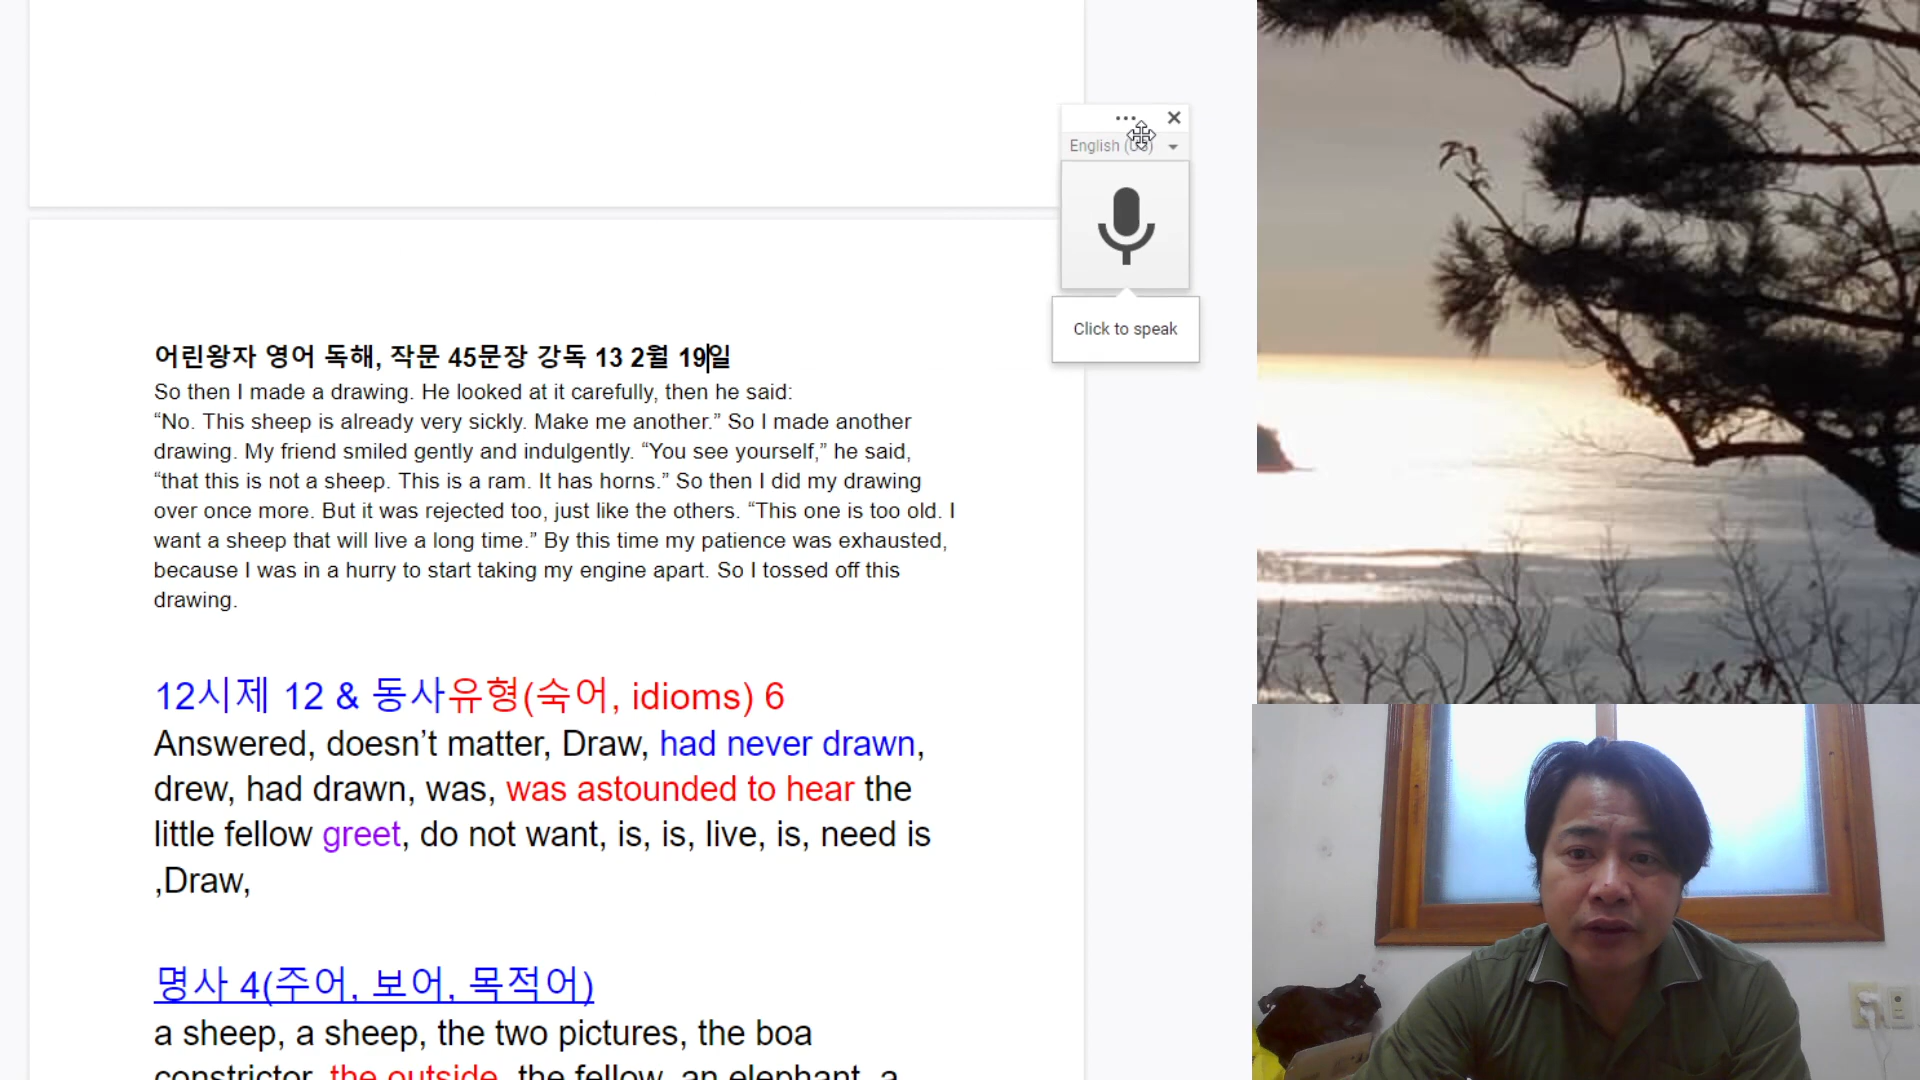 English (US)
Click to speak
어린왕자 영어 독해, 작문 45문장 강독 13 2월 19일
So then I made a drawing. He looked at it carefully, then he said:
“No. This sheep is already very sickly. Make me another.” So I made another
drawing. My friend smiled gently and indulgently. “You see yourself,” he said,
“that this is not a sheep. This is a ram. It has horns.” So then I did my drawing
over once more. But it was rejected too, just like the others. “This one is too old. I
want a sheep that will live a long time.” By this time my patience was exhausted,
because I was in a hurry to start taking my engine apart. So I tossed off this
drawing.
12시제 12 & 동사유형(숙어, idioms) 6
Answered, doesn’t matter, Draw, had never drawn,
drew, had drawn, was, was astounded to hear the
little fellow greet, do not want, is, is, live, is, need is
,Draw,
명사 4(주어, 보어, 목적어)
a sheep, a sheep, the two pictures, the boa
constrictor, the outside, the fellow, an elephant, a